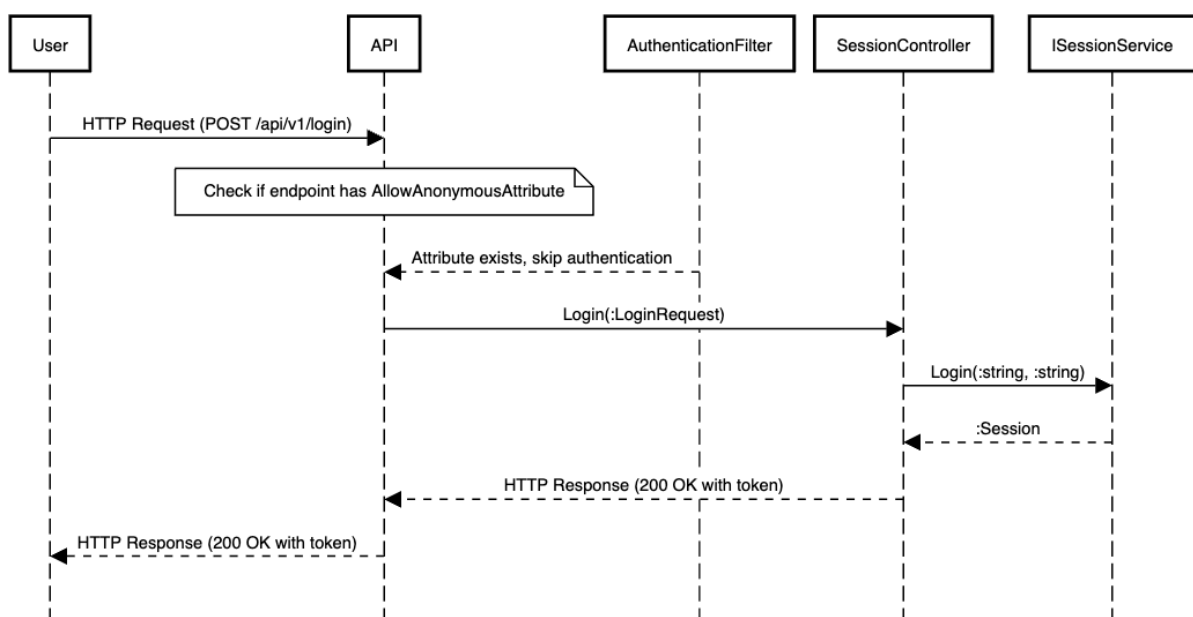 User
API
AuthenticationFilter
SessionController
ISessionService
HTTP Request (POST /api/v1/login)
Check if endpoint has AllowAnonymousAttribute
Attribute exists, skip authentication
Login(:LoginRequest)
Login(:string, :string)
:Session
HTTP Response (200 OK with token)
HTTP Response (200 OK with token)